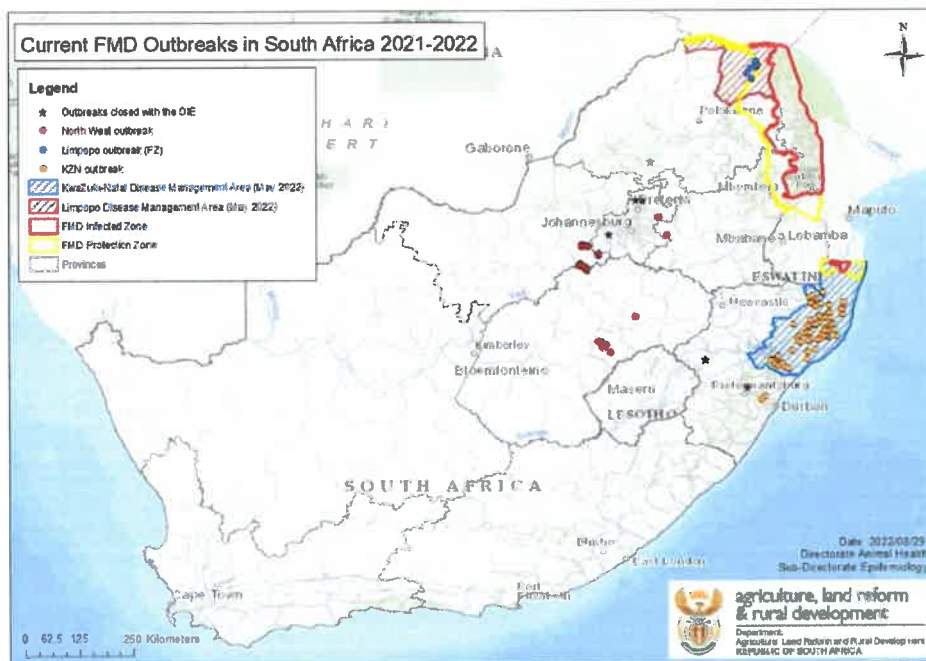 Current FMD Outbreaks in South Africa 2021-2022
N
Legend
Outbreaks closed with the OIE
North West outbreak
Limpopo outbreak (FZ)
KZN outbreak
KwaZulu-Natal Disease Management Area (May 2022)
Limpopo Disease Management Area (May 2022)
FMD Infected Zone
FMD Protection Zone
Provinces
Polokwane
Gaborone
Mbombela
Pretoria
Johannesburg
Maputo
Mbabane
Lobamba
ESWATINI
Newcastle
Kimberley
Bloemfontein
Maseru
LESOTHO
Pietermaritzburg
Durban
SOUTH AFRICA
Bhisho
East London
Port
Elizabeth
Cape Town
0 62.5 125 250 Kilometers
Date: 2022/08/29
Directorate Animal Health
Sub-Directorate Epidemiology
agriculture, land reform
& rural development
Department:
Agriculture, Land Reform and Rural Development
REPUBLIC OF SOUTH AFRICA